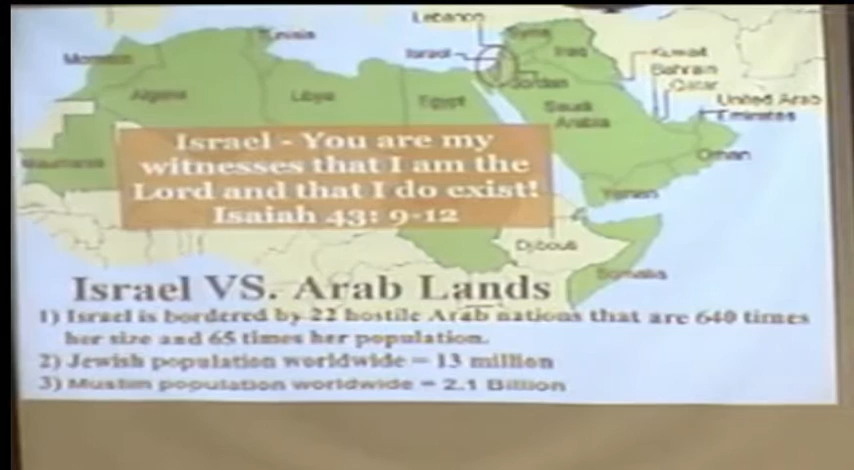 Lebanon
Tunisia
Syria
Morocco
Israel
Iraq
Kuwait
Jordan
Bahrain
Algeria
Libya
Egypt
Saudi
Arabia
Qatar
United Arab
Emirates
Israel - You are my
witnesses that I am the
Lord and that I do exist!
Isaiah 43: 9-12
Mauritania
Oman
Yemen
Djibouti
Somalia
Israel VS. Arab Lands
1) Israel is bordered by 22 hostile Arab nations that are 640 times
her size and 65 times her population.
2) Jewish population worldwide = 13 million
3) Muslim population worldwide = 2.1 Billion